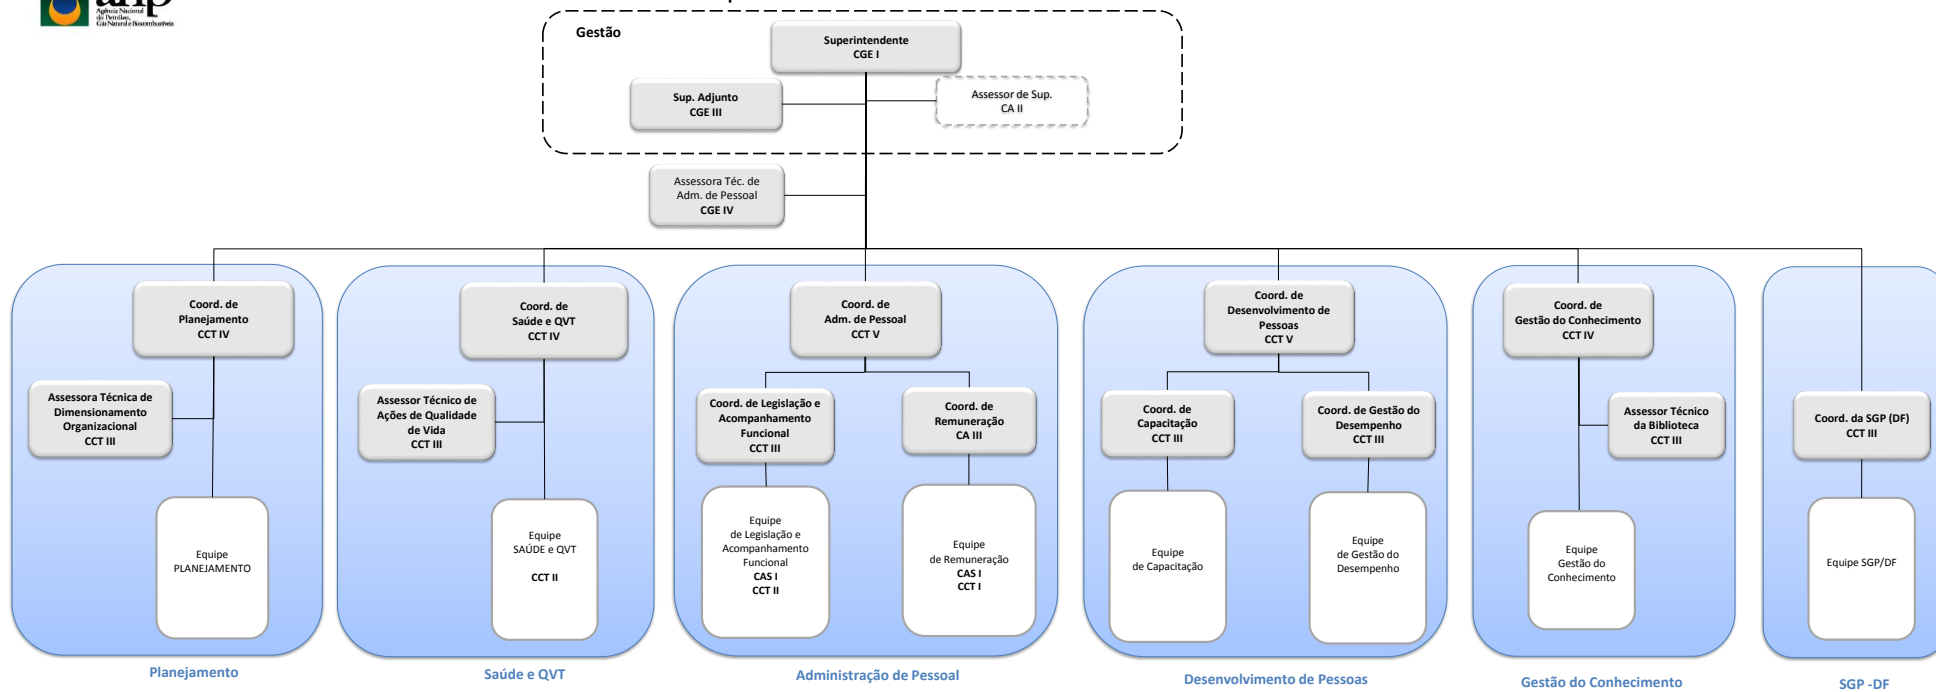 anp
Agência Nacional
do Petróleo,
Gás Natural e Biocombustíveis
Gestão
Superintendente
CGE I
Sup. Adjunto
CGE III
Assessor de Sup.
CA II
Assessora Téc. de
Adm. de Pessoal
CGE IV
Coord. de
Planejamento
CCT IV
Assessora Técnica de
Dimensionamento
Organizacional
CCT III
Equipe
PLANEJAMENTO
Planejamento
Coord. de
Saúde e QVT
CCT IV
Assessor Técnico de
Ações de Qualidade
de Vida
CCT III
Equipe
SAÚDE e QVT
CCT II
Saúde e QVT
Coord. de
Adm. de Pessoal
CCT V
Coord. de Legislação e
Acompanhamento
Funcional
CCT III
Coord. de
Remuneração
CA III
Equipe
de Legislação e
Acompanhamento
Funcional
CAS I
CCT II
Equipe
de Remuneração
CAS I
CCT I
Administração de Pessoal
Coord. de
Desenvolvimento de
Pessoas
CCT V
Coord. de
Capacitação
CCT III
Coord. de Gestão do
Desempenho
CCT III
Equipe
de Capacitação
Equipe
de Gestão do
Desempenho
Desenvolvimento de Pessoas
Coord. de
Gestão do Conhecimento
CCT IV
Assessor Técnico
da Biblioteca
CCT III
Equipe
Gestão do
Conhecimento
Gestão do Conhecimento
Coord. da SGP (DF)
CCT III
Equipe SGP/DF
SGP -DF